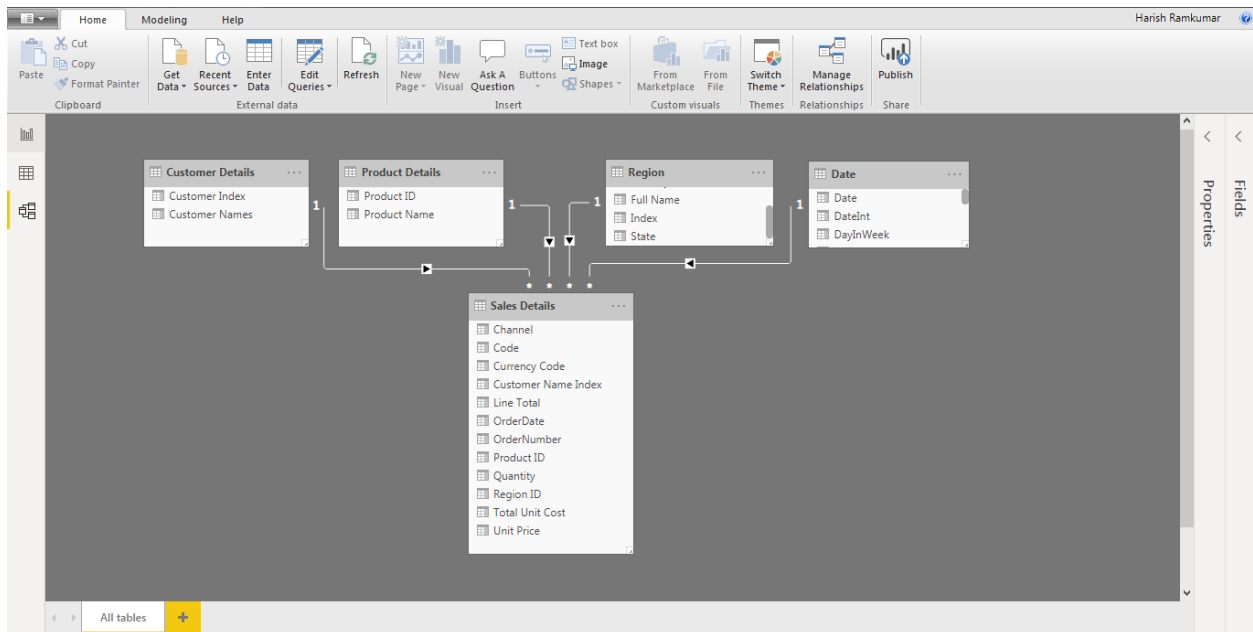 Home Modeling Help Harish Ramkumar
Paste
Cut
Copy
Format Painter
Get Data
Recent Sources
Enter Data
Edit Queries
Refresh
New Page
New Visual
Ask A Question
Buttons
Text box
Image
Shapes
From Marketplace
From File
Switch Theme
Manage Relationships
Publish
Clipboard External data Insert Custom visuals Themes Relationships Share
Customer Details
Customer Index
Customer Names
1
Product Details
Product ID
Product Name
1
Region
Full Name
Index
State
1
Date
Date
DateInt
DayInWeek
1
* * * *
Sales Details
Channel
Code
Currency Code
Customer Name Index
Line Total
OrderDate
OrderNumber
Product ID
Quantity
Region ID
Total Unit Cost
Unit Price
Properties
Fields
All tables +